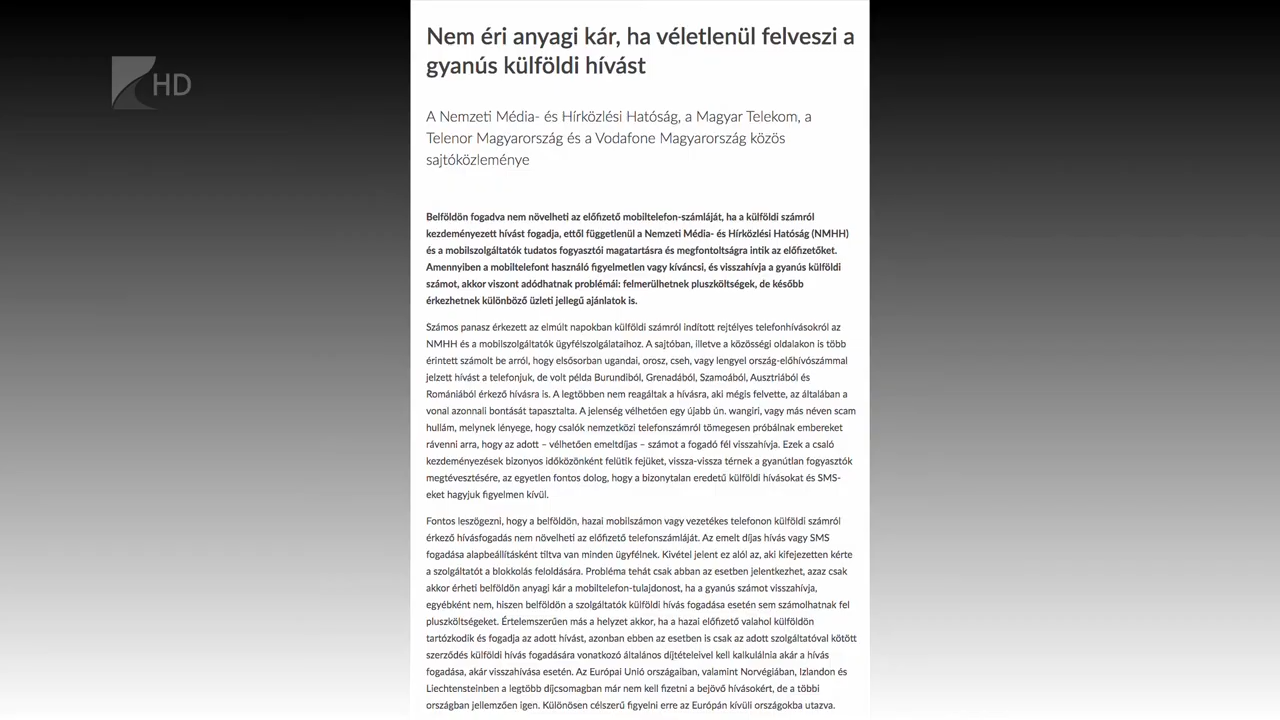 Nem éri anyagi kár, ha véletlenül felveszi a
gyanús külföldi hívást
HD
A Nemzeti Média- és Hírközlési Hatóság, a Magyar Telekom, a
Telenor Magyarország és a Vodafone Magyarország közös
sajtóközleménye
Belföldön fogadva nem növelheti az előfizető mobiltelefon-számláját, ha a külföldi számról
kezdeményezett hívást fogadja, ettől függetlenül a Nemzeti Média- és Hírközlési Hatóság (NMHH)
és a mobilszolgáltatók tudatos fogyasztói magatartásra és megfontoltságra intik az előfizetőket.
Amennyiben a mobiltelefont használó figyelmetlen vagy kíváncsi, és visszahívja a gyanús külföldi
számot, akkor viszont adódhatnak problémái: felmerülhetnek pluszköltségek, de később
érkezhetnek különböző üzleti jellegű ajánlatok is.
Számos panasz érkezett az elmúlt napokban külföldi számról indított rejtélyes telefonhívásokról az
NMHH és a mobilszolgáltatók ügyfélszolgálataihoz. A sajtóban, illetve a közösségi oldalakon is több
érintett számolt be arról, hogy elsősorban ugandai, orosz, cseh, vagy lengyel ország-előhívószámmal
jelzett hívást a telefonjuk, de volt példa Burundiból, Grenadából, Szamoából, Ausztriából és
Romániából érkező hívásra is. A legtöbben nem reagáltak a hívásra, aki mégis felvette, az általában a
vonal azonnali bontását tapasztalta. A jelenség vélhetően egy újabb ún. wangiri, vagy más néven scam
hullám, melynek lényege, hogy csalók nemzetközi telefonszámról tömegesen próbálnak embereket
rávenni arra, hogy az adott – vélhetően emeltdíjas – számot a fogadó fél visszahívja. Ezek a csaló
kezdeményezések bizonyos időközönként felütik fejüket, vissza-vissza térnek a gyanútlan fogyasztók
megtévesztésére, az egyetlen fontos dolog, hogy a bizonytalan eredetű külföldi hívásokat és SMS-
eket hagyjuk figyelmen kívül.
Fontos leszögezni, hogy a belföldön, hazai mobilszámon vagy vezetékes telefonon külföldi számról
érkező hívásfogadás nem növelheti az előfizető telefonszámláját. Az emelt díjas hívás vagy SMS
fogadása alapbeállításként tiltva van minden ügyfélnek. Kivétel jelent ez alól az, aki kifejezetten kérte
a szolgáltatót a blokkolás feloldására. Probléma tehát csak abban az esetben jelentkezhet, azaz csak
akkor érheti belföldön anyagi kár a mobiltelefon-tulajdonost, ha a gyanús számot visszahívja,
egyébként nem, hiszen belföldön a szolgáltatók külföldi hívás fogadása esetén sem számolhatnak fel
pluszköltségeket. Értelemszerűen más a helyzet akkor, ha a hazai előfizető valahol külföldön
tartózkodik és fogadja az adott hívást, azonban ebben az esetben is csak az adott szolgáltatóval kötött
szerződés külföldi hívás fogadására vonatkozó általános díjtételeivel kell kalkulálnia akár a hívás
fogadása, akár visszahívása esetén. Az Európai Unió országaiban, valamint Norvégiában, Izlandon és
Liechtensteinben a legtöbb díjcsomagban már nem kell fizetni a bejövő hívásokért, de a többi
országban jellemzően igen. Különösen célszerű figyelni erre az Európán kívüli országokba utazva.